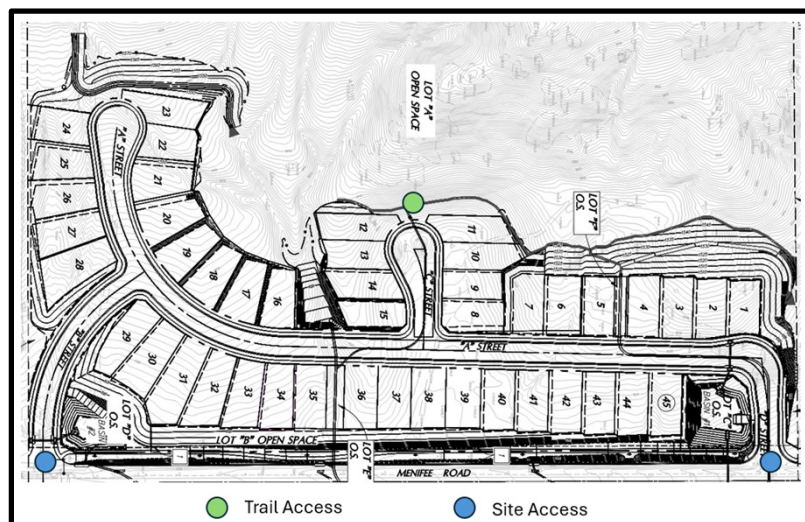 LOT "A"
OPEN SPACE
23
24
22
"A" STREET
25
21
26
20
27
19
28
18
17
16
12
11
13
10
14
9
15
8
LOT "F"
O.S.
7
6
5
4
3
2
1
"A" STREET
"B" STREET
29
30
31
32
33
34
35
36
37
38
39
40
41
42
43
44
45
LOT "D"
O.S.
BASIN
#2
LOT "C"
O.S.
BASIN
LOT "B" OPEN SPACE
LOT "E"
O.S.
MENIFEE ROAD
Trail Access
Site Access